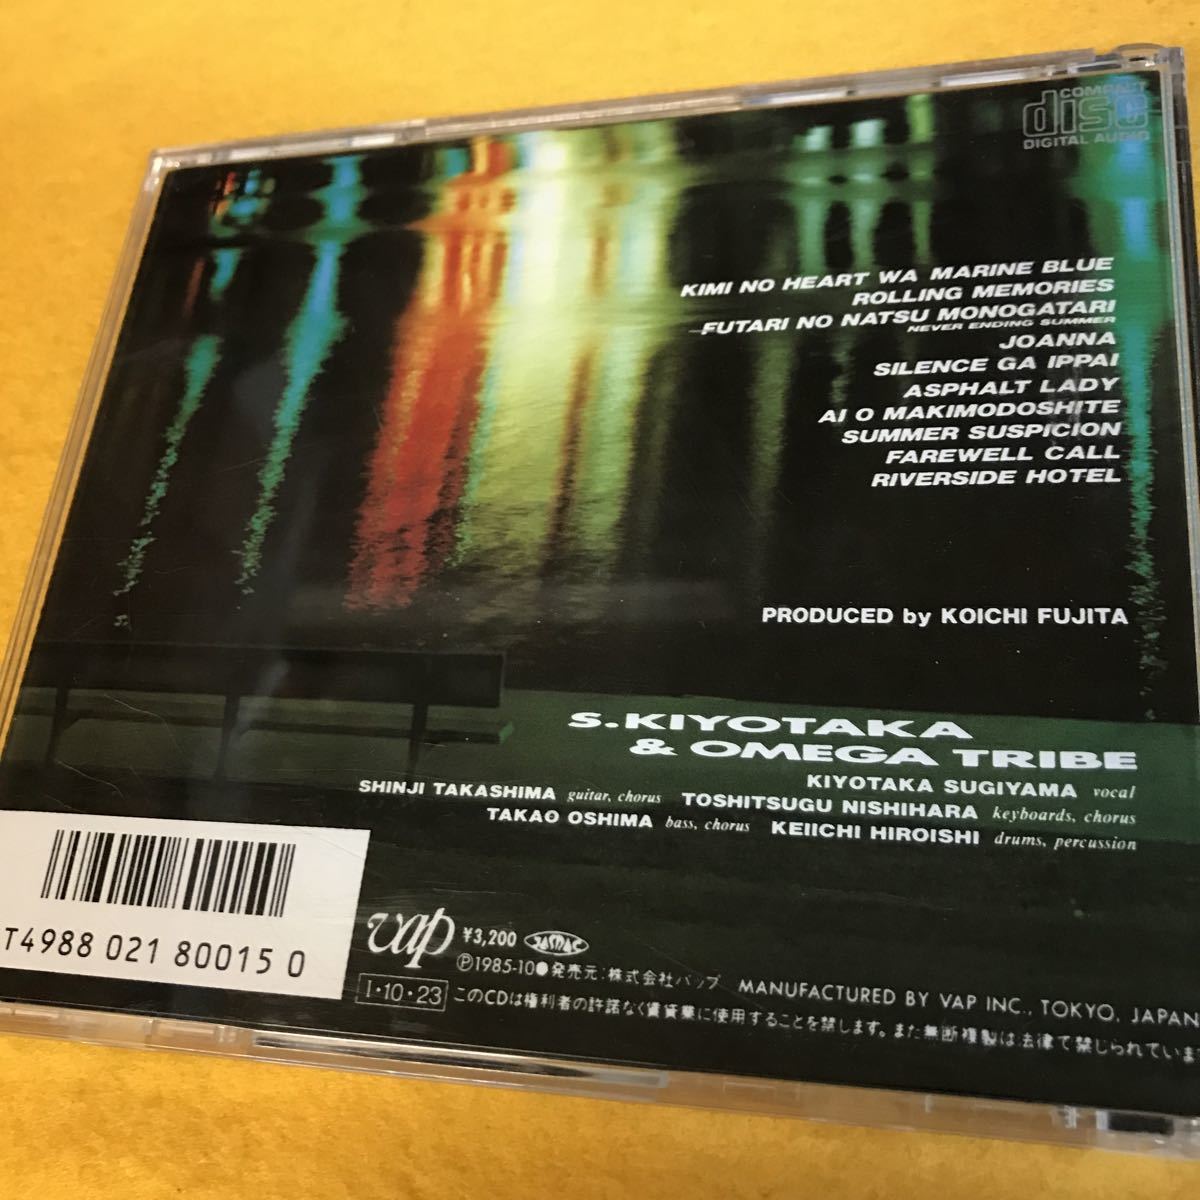 COMPACT
disc
DIGITAL AUDIO
KIMI NO HEART WA MARINE BLUE
ROLLING MEMORIES
FUTARI NO NATSU MONOGATARI
NEVER ENDING SUMMER
JOANNA
SILENCE GA IPPAI
ASPHALT LADY
AI O MAKIMODOSHITE
SUMMER SUSPICION
FAREWELL CALL
RIVERSIDE HOTEL
PRODUCED by KOICHI FUJITA
S.KIYOTAKA
& OMEGA TRIBE
KIYOTAKA SUGIYAMA vocal
SHINJI TAKASHIMA guitar, chorus TOSHITSUGU NISHIHARA keyboards, chorus
TAKAO OSHIMA bass, chorus KEIICHI HIROISHI drums, percussion
T4988 021 80015 0
vap ¥3,200 JASRAC
Ⓟ1985-10●発売元:株式会社バップ MANUFACTURED BY VAP INC., TOKYO, JAPAN
I・10・23 このCDは権利者の許諾なく賃貸業に使用することを禁じます。また無断複製は法律で禁じられています